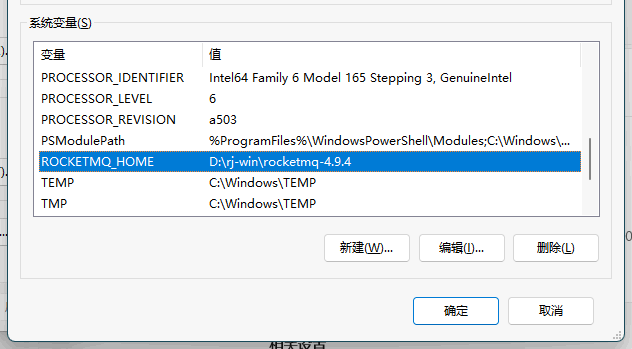 系统变量(S)
变量 值
PROCESSOR_IDENTIFIER Intel64 Family 6 Model 165 Stepping 3, GenuineIntel
PROCESSOR_LEVEL 6
PROCESSOR_REVISION a503
PSModulePath %ProgramFiles%\WindowsPowerShell\Modules;C:\Windows\...
ROCKETMQ_HOME D:\rj-win\rocketmq-4.9.4
TEMP C:\Windows\TEMP
TMP C:\Windows\TEMP
新建(W)... 编辑(I)... 删除(L)
确定 取消